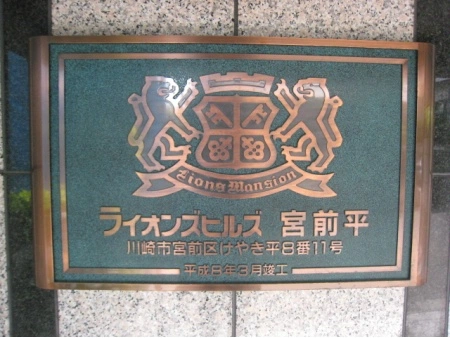 Lions Mansion
ライオンズヒルズ 宮前平
川崎市宮前区けやき平8番11号
平成8年3月竣工